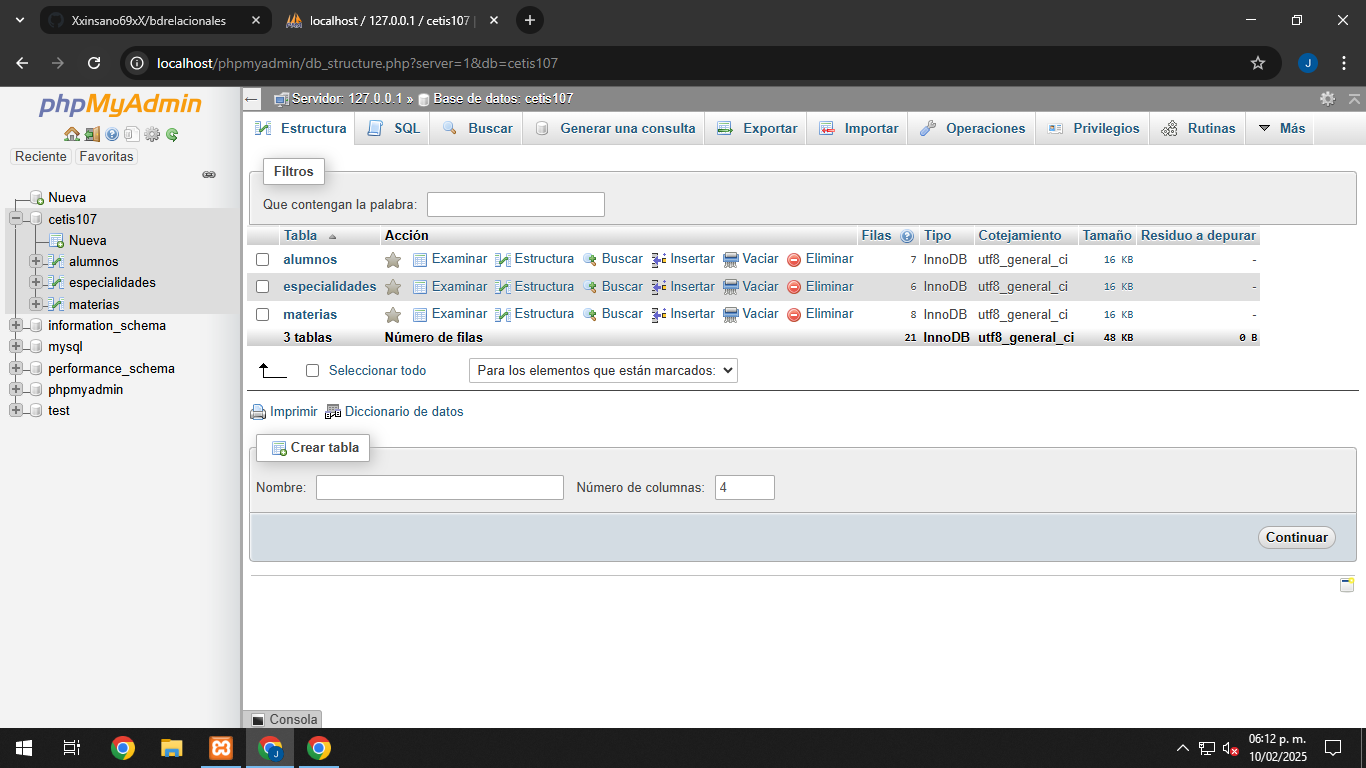 Xxinsano69xX/bdrelacionales
localhost / 127.0.0.1 / cetis107 |
localhost/phpmyadmin/db_structure.php?server=1&db=cetis107
J
phpMyAdmin
Reciente Favoritas
Nueva
cetis107
Nueva
alumnos
especialidades
materias
information_schema
mysql
performance_schema
phpmyadmin
test
Servidor: 127.0.0.1 » Base de datos: cetis107
Estructura SQL Buscar Generar una consulta Exportar Importar Operaciones Privilegios Rutinas Más
Filtros
Que contengan la palabra:
Tabla Acción Filas Tipo Cotejamiento Tamaño Residuo a depurar
alumnos Examinar Estructura Buscar Insertar Vaciar Eliminar 7 InnoDB utf8_general_ci 16 KB -
especialidades Examinar Estructura Buscar Insertar Vaciar Eliminar 6 InnoDB utf8_general_ci 16 KB -
materias Examinar Estructura Buscar Insertar Vaciar Eliminar 8 InnoDB utf8_general_ci 16 KB -
3 tablas Número de filas 21 InnoDB utf8_general_ci 48 KB 0 B
Seleccionar todo Para los elementos que están marcados:
Imprimir Diccionario de datos
Crear tabla
Nombre: Número de columnas: 4
Continuar
Consola
J
06:12 p. m.
10/02/2025